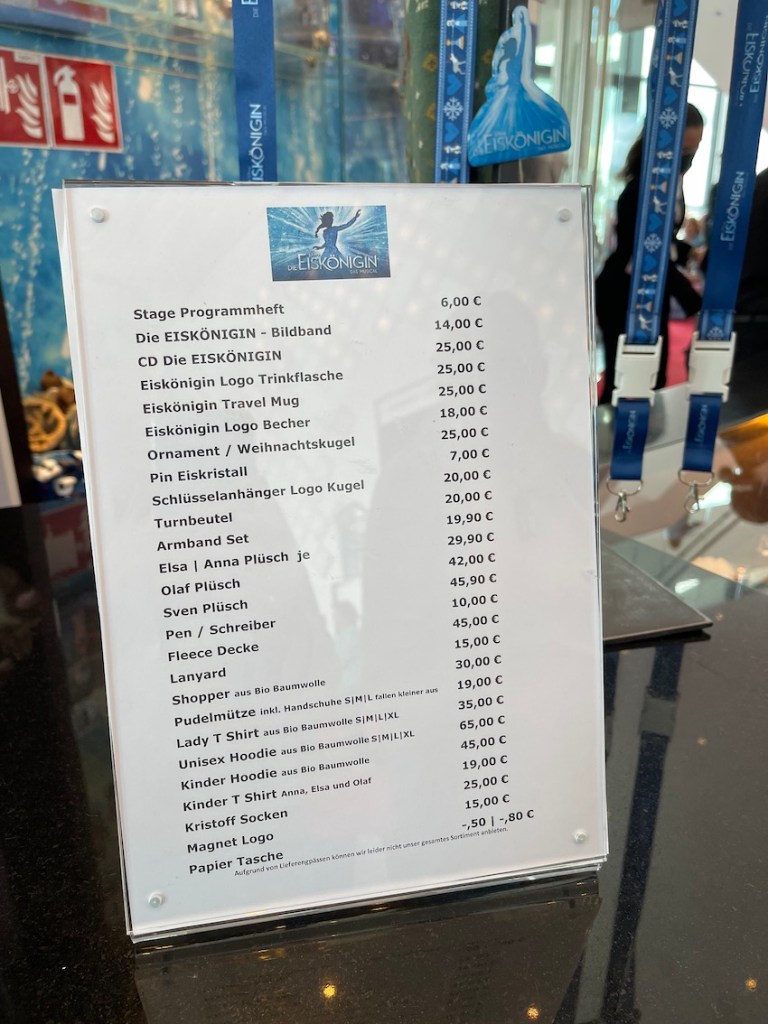 DIE EISKÖNIGIN
DAS MUSICAL
Stage Programmheft 6,00 €
Die EISKÖNIGIN - Bildband 14,00 €
CD Die EISKÖNIGIN 25,00 €
Eiskönigin Logo Trinkflasche 25,00 €
Eiskönigin Travel Mug 25,00 €
Eiskönigin Logo Becher 18,00 €
Ornament / Weihnachtskugel 25,00 €
Pin Eiskristall 7,00 €
Schlüsselanhänger Logo Kugel 20,00 €
Turnbeutel 20,00 €
Armband Set 19,90 €
Elsa | Anna Plüsch je 29,90 €
Olaf Plüsch 42,00 €
Sven Plüsch 45,90 €
Pen / Schreiber 10,00 €
Fleece Decke 45,00 €
Lanyard 15,00 €
Shopper aus Bio Baumwolle 30,00 €
Pudelmütze inkl. Handschuhe S|M|L fallen kleiner aus 19,00 €
Lady T Shirt aus Bio Baumwolle S|M|L|XL 35,00 €
Unisex Hoodie aus Bio Baumwolle S|M|L|XL 65,00 €
Kinder Hoodie aus Bio Baumwolle 45,00 €
Kinder T Shirt Anna, Elsa und Olaf 19,00 €
Kristoff Socken 25,00 €
Magnet Logo 15,00 €
Papier Tasche -,50 | -,80 €
Aufgrund von Lieferengpässen können wir leider nicht unser gesamtes Sortiment anbieten.
EISKÖNIGIN
EISKÖNIGIN
EISKÖNIGIN
DIE EISKÖNIGIN
EISKÖNIGIN
EISKÖNIGIN